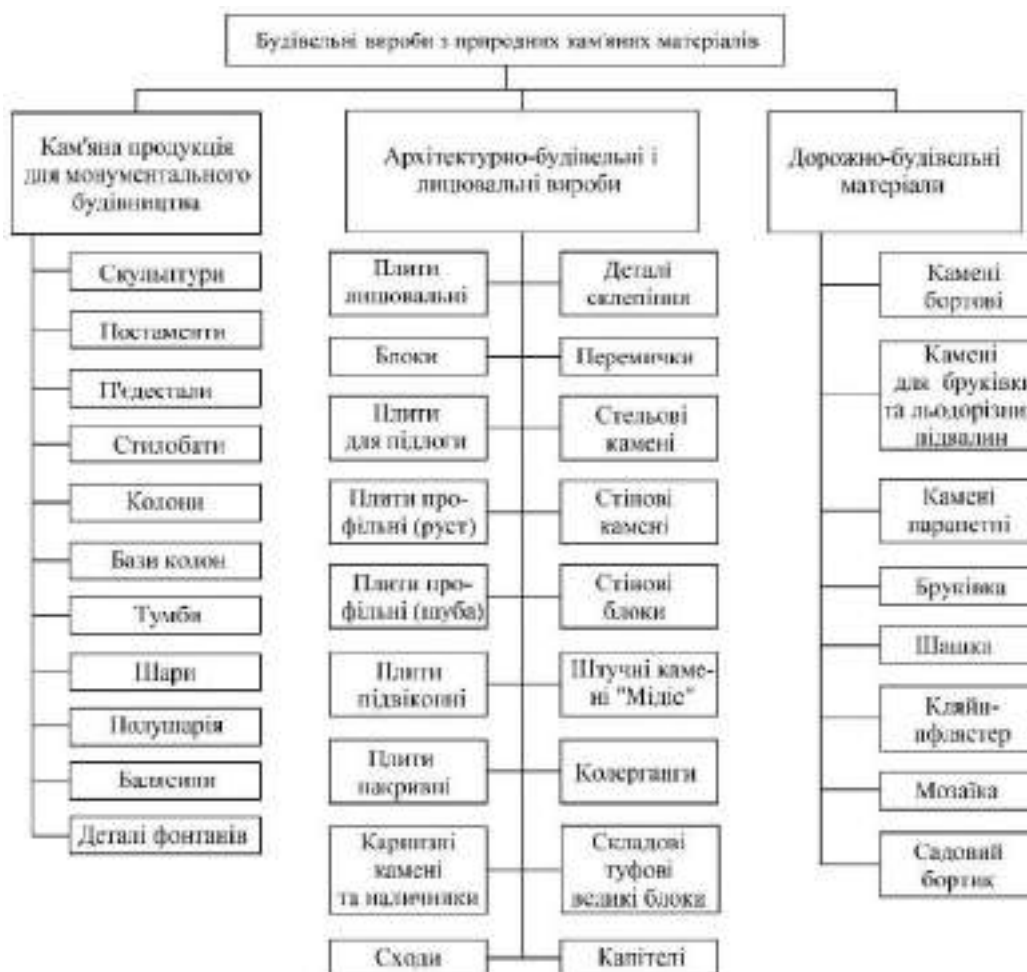 Будівельні вироби з природних кам'яних матеріалів
Кам'яна продукція
для монументального
будівництва
Скульптури
Постаменти
П'єдестали
Стилобати
Колони
Бази колон
Тумби
Шари
Полушарія
Балясини
Деталі фонтанів
Архітектурно-будівельні і
лицювальні вироби
Плити
лицювальні
Блоки
Плити
для підлоги
Плити про-
фільні (руст)
Плити про-
фільні (шуба)
Плити
підвіконні
Плити
накривні
Карнизні
камені
та наличники
Сходи
Деталі
склепіння
Перемички
Стельові
камені
Стінові
камені
Стінові
блоки
Штучні каме-
ні "Мідіс"
Колерганги
Складові
туфові
великі блоки
Капітелі
Дорожно-будівельні
матеріали
Камені
бортові
Камені
для бруківки
та льодорізних
підвалин
Камені
парапетні
Бруківка
Шашка
Кляйн-
пфлястер
Мозаїка
Садовий
бортик